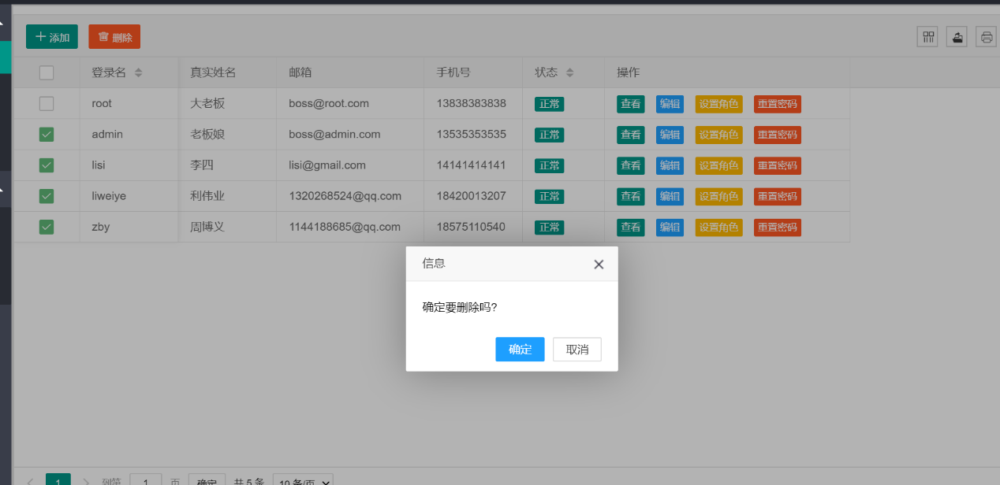 添加 删除
登录名 真实姓名 邮箱 手机号 状态 操作
root 大老板 boss@root.com 13838383838 正常 查看 编辑 设置角色 重置密码
admin 老板娘 boss@admin.com 13535353535 正常 查看 编辑 设置角色 重置密码
lisi 李四 lisi@gmail.com 14141414141 正常 查看 编辑 设置角色 重置密码
liweiye 利伟业 1320268524@qq.com 18420013207 正常 查看 编辑 设置角色 重置密码
zby 周博义 1144188685@qq.com 18575110540 正常 查看 编辑 设置角色 重置密码
信息
确定要删除吗?
确定 取消
1 到第 1 页 确定 共 5 条 10 条/页